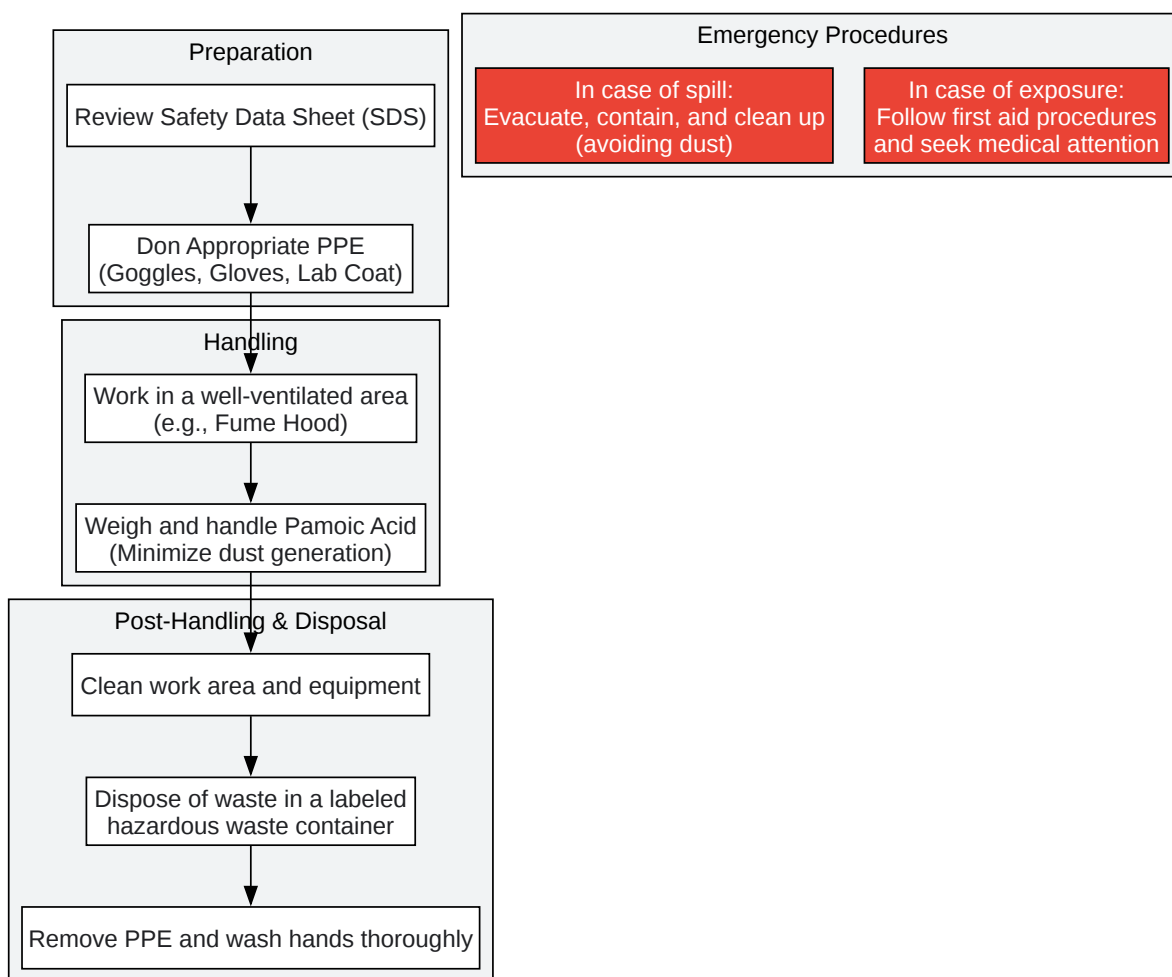 Preparation
Review Safety Data Sheet (SDS)
Don Appropriate PPE
(Goggles, Gloves, Lab Coat)
Handling
Work in a well-ventilated area
(e.g., Fume Hood)
Weigh and handle Pamoic Acid
(Minimize dust generation)
Post-Handling & Disposal
Clean work area and equipment
Dispose of waste in a labeled
hazardous waste container
Remove PPE and wash hands thoroughly
Emergency Procedures
In case of spill:
Evacuate, contain, and clean up
(avoiding dust)
In case of exposure:
Follow first aid procedures
and seek medical attention